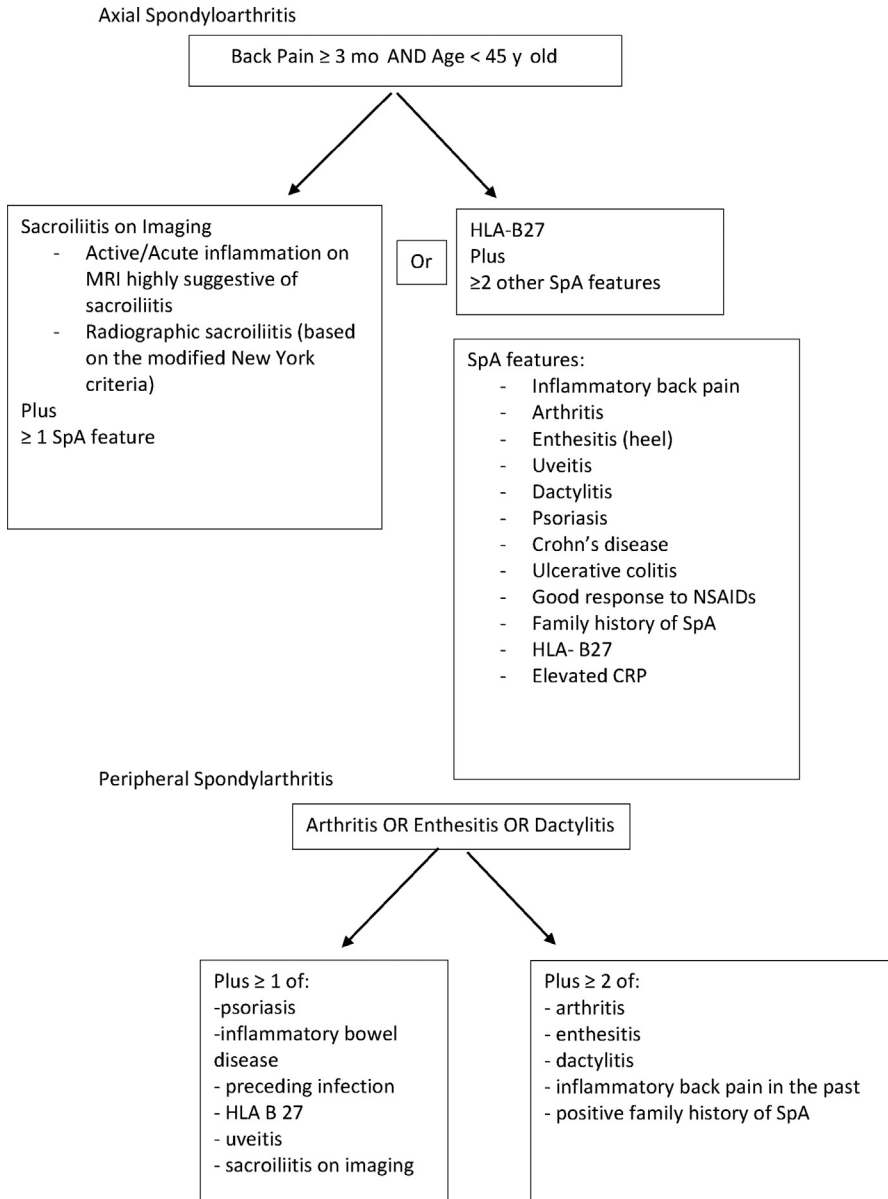 Axial Spondyloarthritis
Back Pain ≥ 3 mo AND Age < 45 y old
Sacroiliitis on Imaging
- Active/Acute inflammation on
MRI highly suggestive of
sacroiliitis
- Radiographic sacroiliitis (based
on the modified New York
criteria)
Plus
≥ 1 SpA feature
Or
HLA-B27
Plus
≥2 other SpA features
SpA features:
- Inflammatory back pain
- Arthritis
- Enthesitis (heel)
- Uveitis
- Dactylitis
- Psoriasis
- Crohn’s disease
- Ulcerative colitis
- Good response to NSAIDs
- Family history of SpA
- HLA- B27
- Elevated CRP
Peripheral Spondylarthritis
Arthritis OR Enthesitis OR Dactylitis
Plus ≥ 1 of:
-psoriasis
-inflammatory bowel
disease
- preceding infection
- HLA B 27
- uveitis
- sacroiliitis on imaging
Plus ≥ 2 of:
- arthritis
- enthesitis
- dactylitis
- inflammatory back pain in the past
- positive family history of SpA